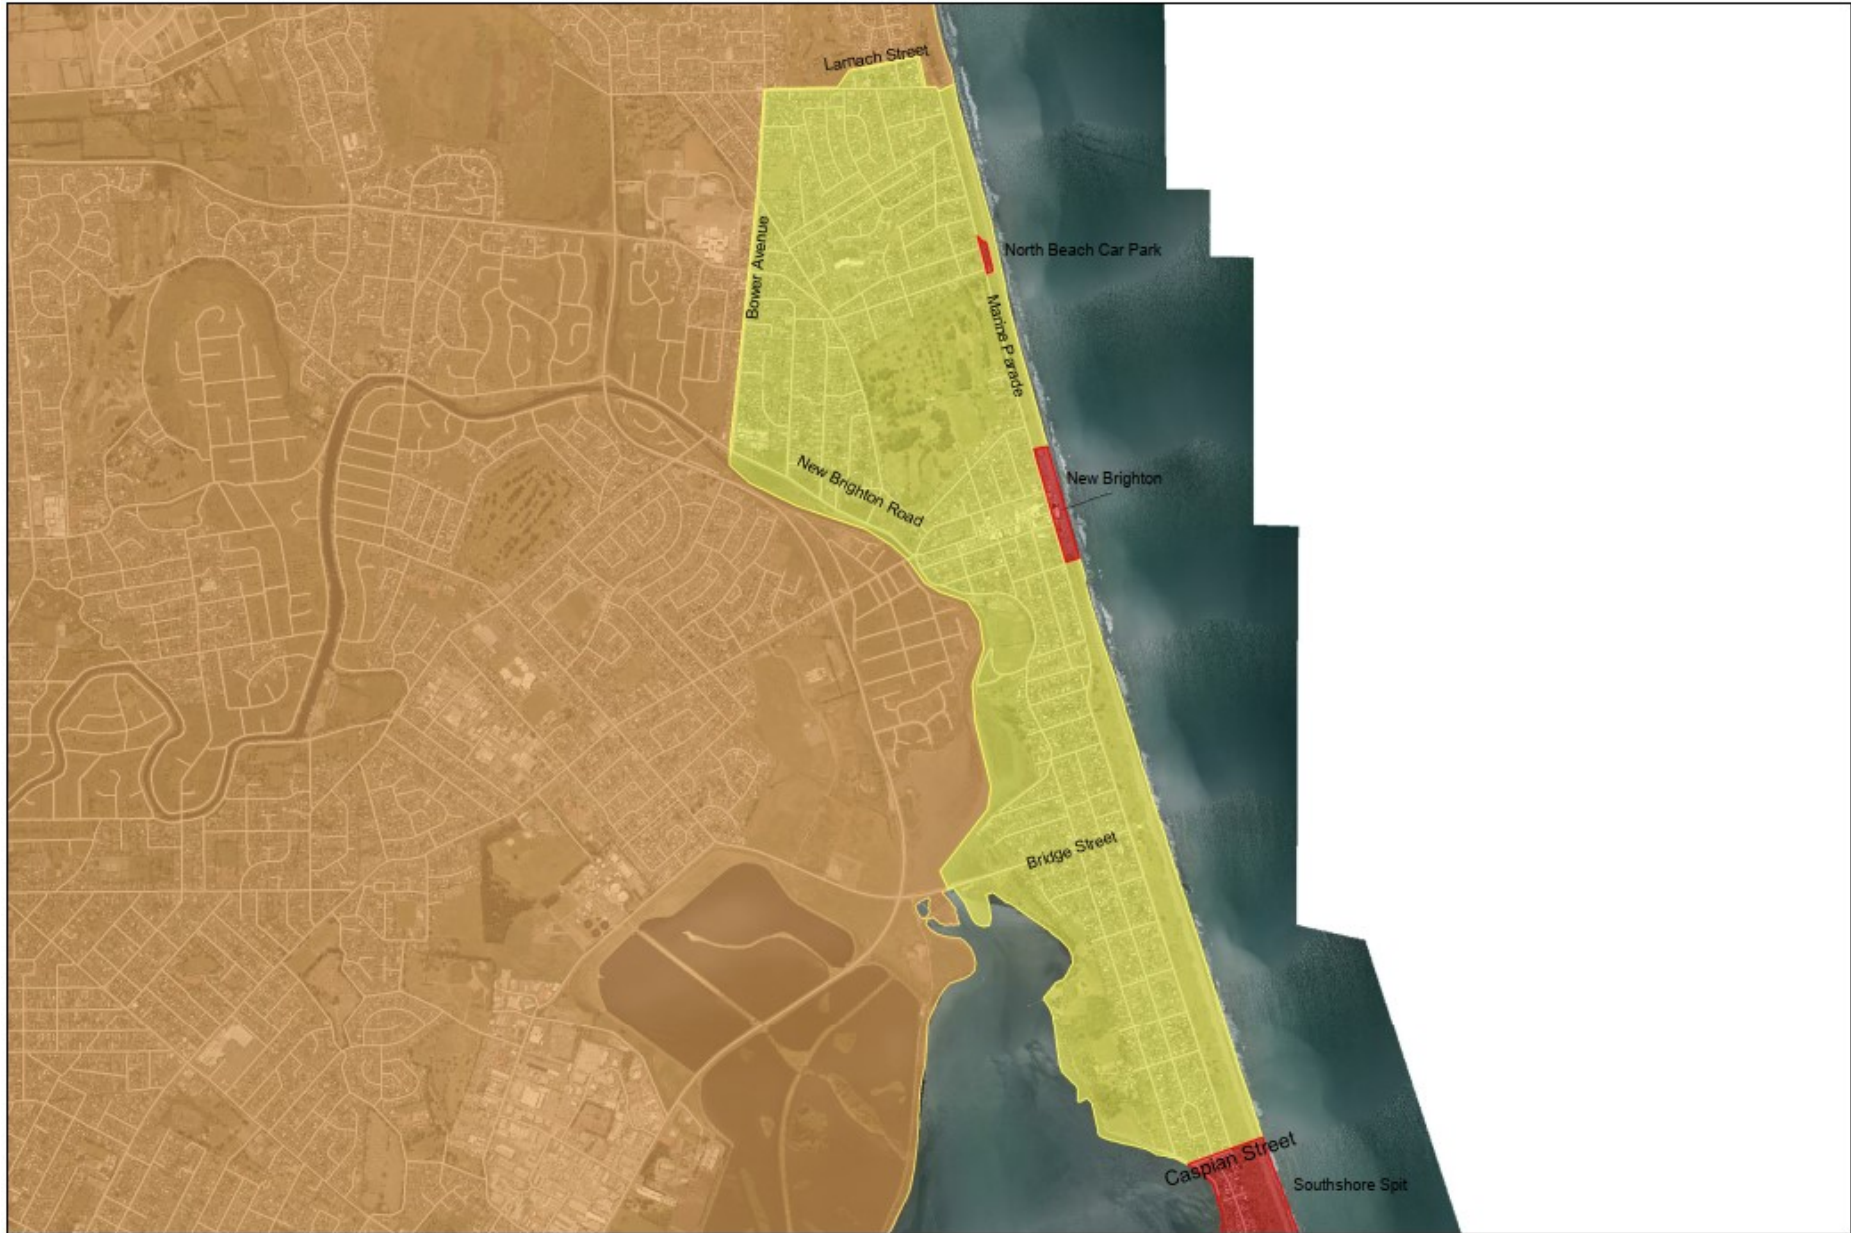 Larnach Street
Bower Avenue
North Beach Car Park
Marine Parade
New Brighton Road
New Brighton
Bridge Street
Caspian Street
Southshore Spit